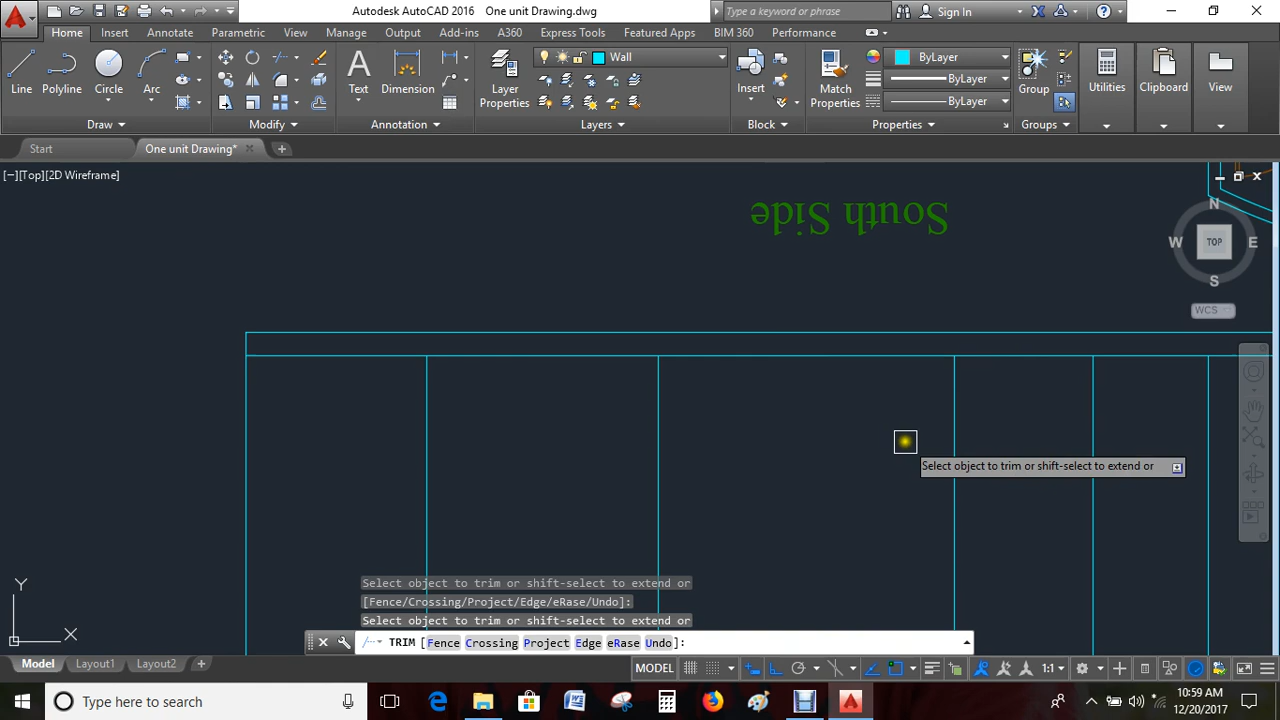 Autodesk AutoCAD 2016 One unit Drawing.dwg
Type a keyword or phrase
Sign In
Home Insert Annotate Parametric View Manage Output Add-ins A360 Express Tools Featured Apps BIM 360 Performance
Line Polyline Circle Arc
Text Dimension
Layer Properties
Wall
Insert
Match Properties
ByLayer
ByLayer
ByLayer
Group
Utilities
Clipboard
View
Draw Modify Annotation Layers Block Properties Groups
Start One unit Drawing*
[−][Top][2D Wireframe]
South Side
N
W TOP E
S
WCS
Select object to trim or shift-select to extend or
Select object to trim or shift-select to extend or
[Fence/Crossing/Project/Edge/eRase/Undo]:
Select object to trim or shift-select to extend or
TRIM [Fence Crossing Project Edge eRase Undo]:
Y
X
Model Layout1 Layout2
MODEL
1:1
Type here to search
10:59 AM
12/20/2017